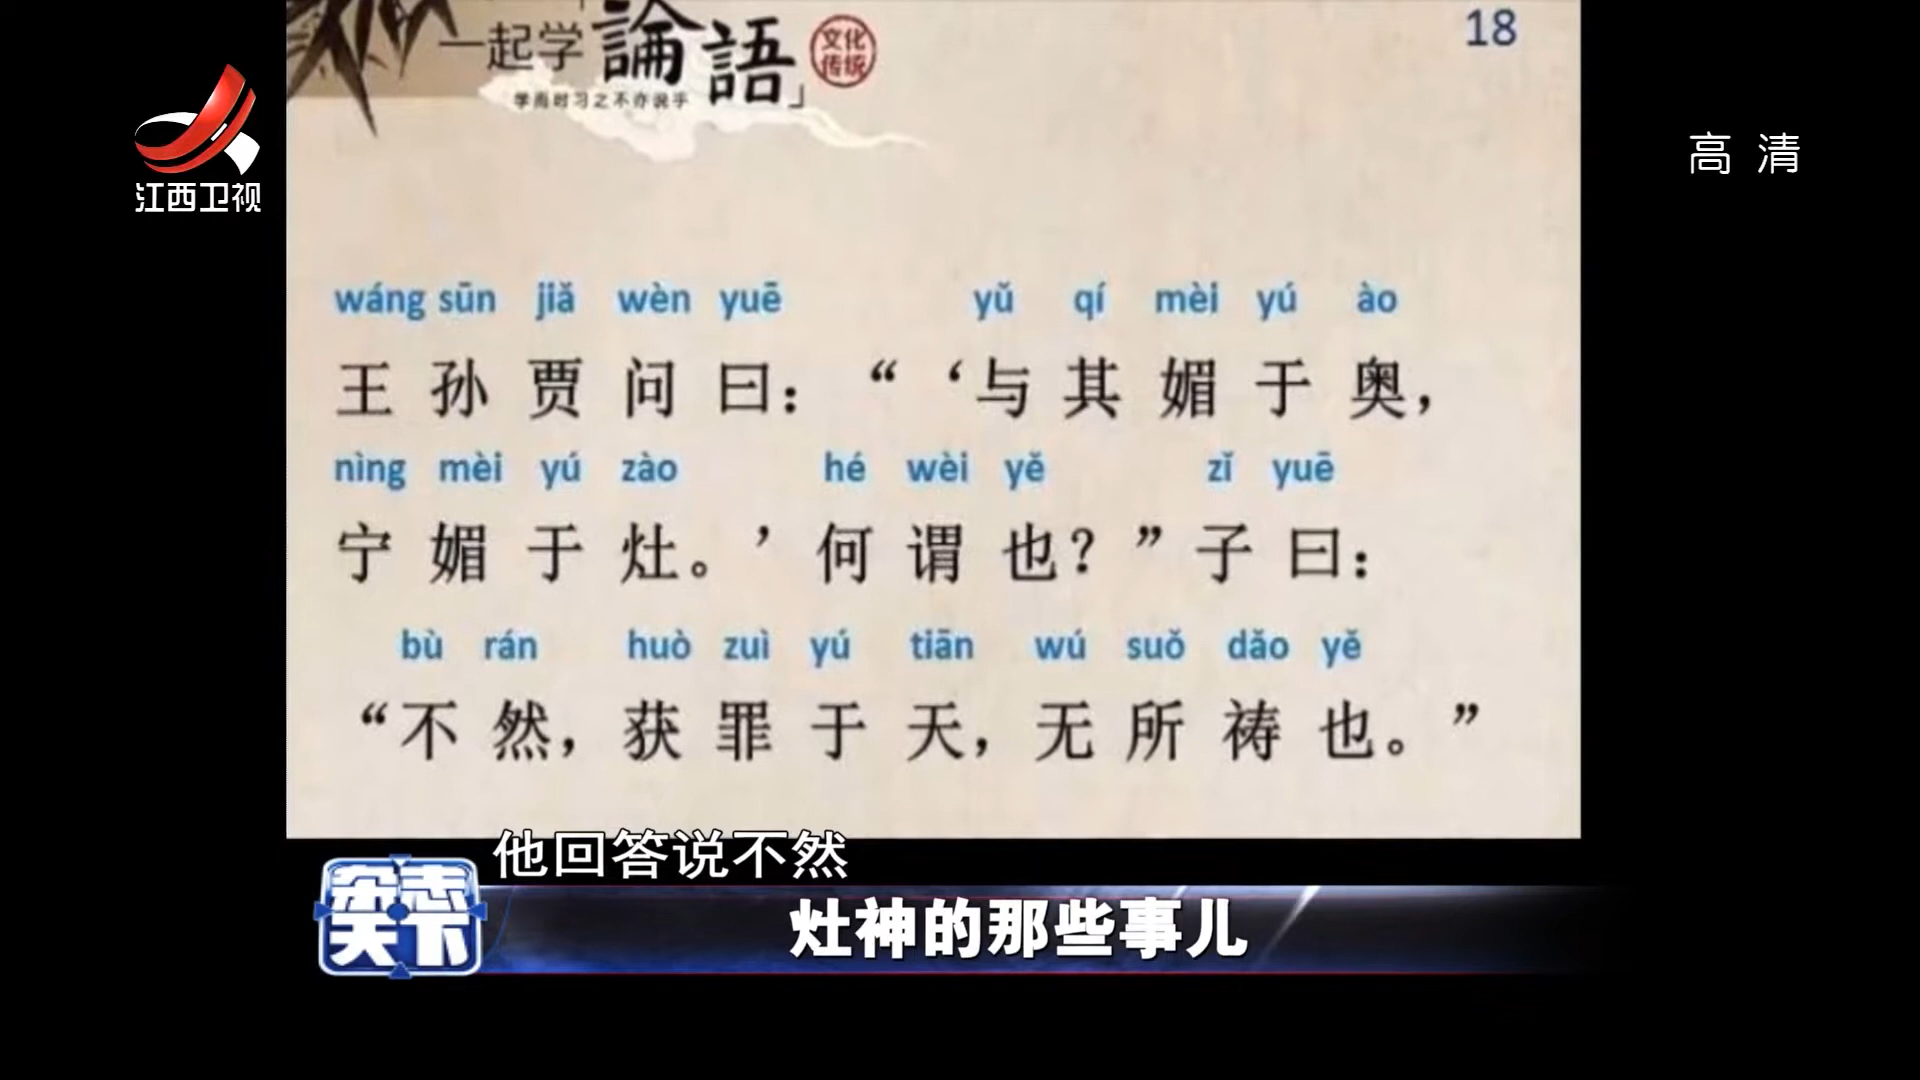 一起学「論語」
文化
传统
18
学而时习之不亦说乎
江西卫视
高清
wáng sūn jiǎ wèn yuē yǔ qí mèi yú ào
王孙贾问曰：“‘与其媚于奥，
nìng mèi yú zào hé wèi yě zǐ yuē
宁媚于灶。’何谓也？”子曰：
bù rán huò zuì yú tiān wú suǒ dǎo yě
“不然，获罪于天，无所祷也。”
他回答说不然
杂志
天下
灶神的那些事儿